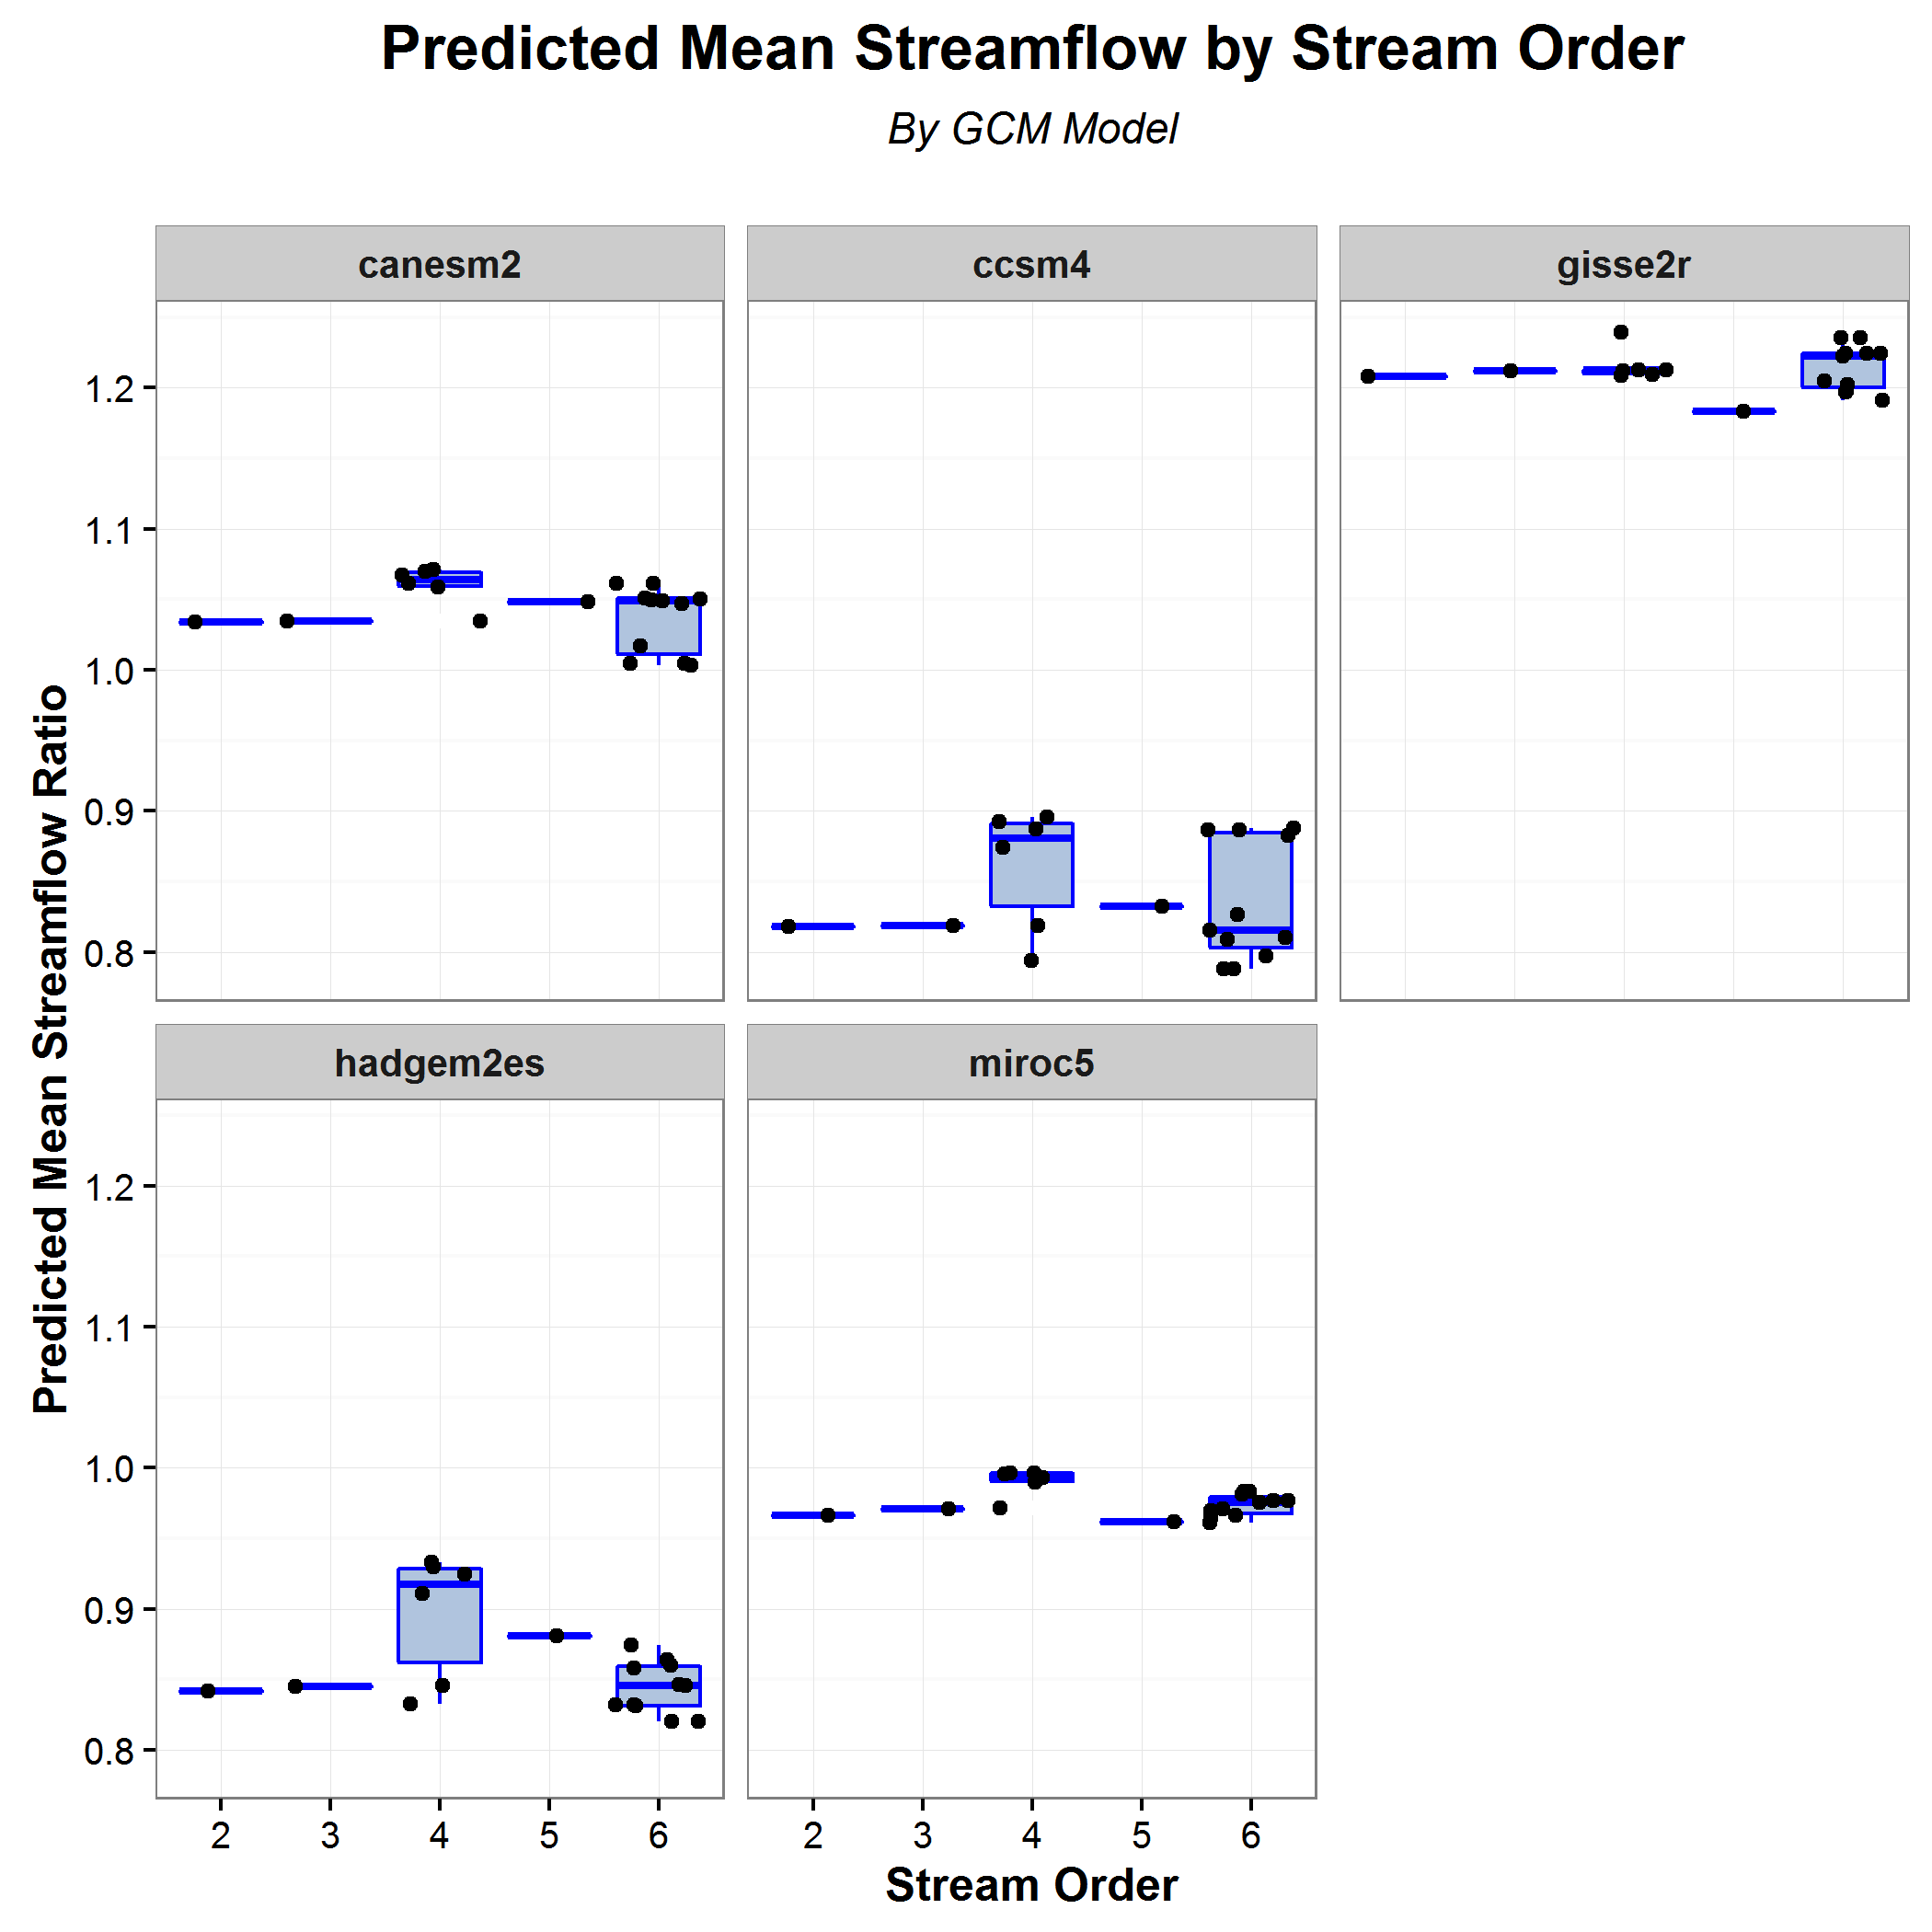 Predicted Mean Streamflow by Stream Order
By GCM Model
canesm2
ccsm4
gisse2r
1.2
1.1
1.0
0.9
0.8
Predicted Mean Streamflow Ratio
hadgem2es
miroc5
1.2
1.1
1.0
0.9
0.8
2 3 4 5 6
2 3 4 5 6
Stream Order